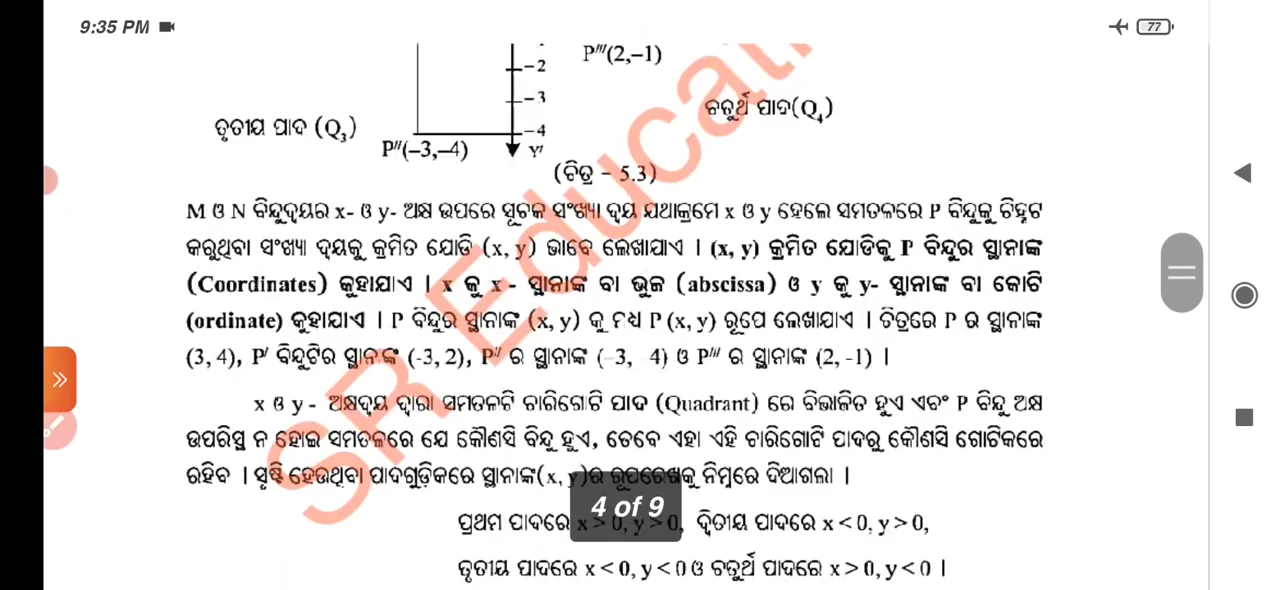 9:35 PM
77
P′′′(2,–1)
–2
–3
–4
ଚତୁର୍ଥ ପାଦ(Q₄)
ତୃତୀୟ ପାଦ (Q₃)
P′′(–3,–4)
Y′
(ଚିତ୍ର – 5.3)
M ଓ N ବିନ୍ଦୁଦ୍ୱୟର x- ଓ y- ଅକ୍ଷ ଉପରେ ସୂଚକ ସଂଖ୍ୟା ଦ୍ୱୟ ଯଥାକ୍ରମେ x ଓ y ହେଲେ ସମତଳରେ P ବିନ୍ଦୁକୁ ଚିହ୍ନଟ
କରୁଥିବା ସଂଖ୍ୟା ଦ୍ୱୟକୁ କ୍ରମିତ ଯୋଡି (x, y) ଭାବେ ଲେଖାଯାଏ । (x, y) କ୍ରମିତ ଯୋଡିକୁ P ବିନ୍ଦୁର ସ୍ଥାନାଙ୍କ
(Coordinates) କୁହାଯାଏ । x କୁ x - ସ୍ଥାନାଙ୍କ ବା ଭୁଜ (abscissa) ଓ y କୁ y- ସ୍ଥାନାଙ୍କ ବା କୋଟି
(ordinate) କୁହାଯାଏ । P ବିନ୍ଦୁର ସ୍ଥାନାଙ୍କ (x, y) କୁ ମଧ୍ୟ P (x, y) ରୂପେ ଲେଖାଯାଏ । ଚିତ୍ରରେ P ର ସ୍ଥାନାଙ୍କ
(3, 4), P′ ବିନ୍ଦୁଟିର ସ୍ଥାନାଙ୍କ (-3, 2), P′′ ର ସ୍ଥାନାଙ୍କ (–3, 4) ଓ P′′′ ର ସ୍ଥାନାଙ୍କ (2, -1) ।
x ଓ y - ଅକ୍ଷଦ୍ୱୟ ଦ୍ୱାରା ସମତଳଟି ଚାରିଗୋଟି ପାଦ (Quadrant) ରେ ବିଭାଜିତ ହୁଏ ଏବଂ P ବିନ୍ଦୁ ଅକ୍ଷ
ଉପରିସ୍ଥ ନ ହୋଇ ସମତଳରେ ଯେ କୌଣସି ବିନ୍ଦୁ ହୁଏ, ତେବେ ଏହା ଏହି ଚାରିଗୋଟି ପାଦରୁ କୌଣସି ଗୋଟିକରେ
ରହିବ । ସୃଷ୍ଟି ହେଉଥିବା ପାଦଗୁଡ଼ିକରେ ସ୍ଥାନାଙ୍କ(x, y)ର ରୂପରେଖକୁ ନିମ୍ନରେ ଦିଆଗଲା ।
4 of 9
ପ୍ରଥମ ପାଦରେ x > 0, y > 0, ଦ୍ୱିତୀୟ ପାଦରେ x < 0, y > 0,
ତୃତୀୟ ପାଦରେ x < 0, y < 0 ଓ ଚତୁର୍ଥ ପାଦରେ x > 0, y < 0 ।
SR Educati